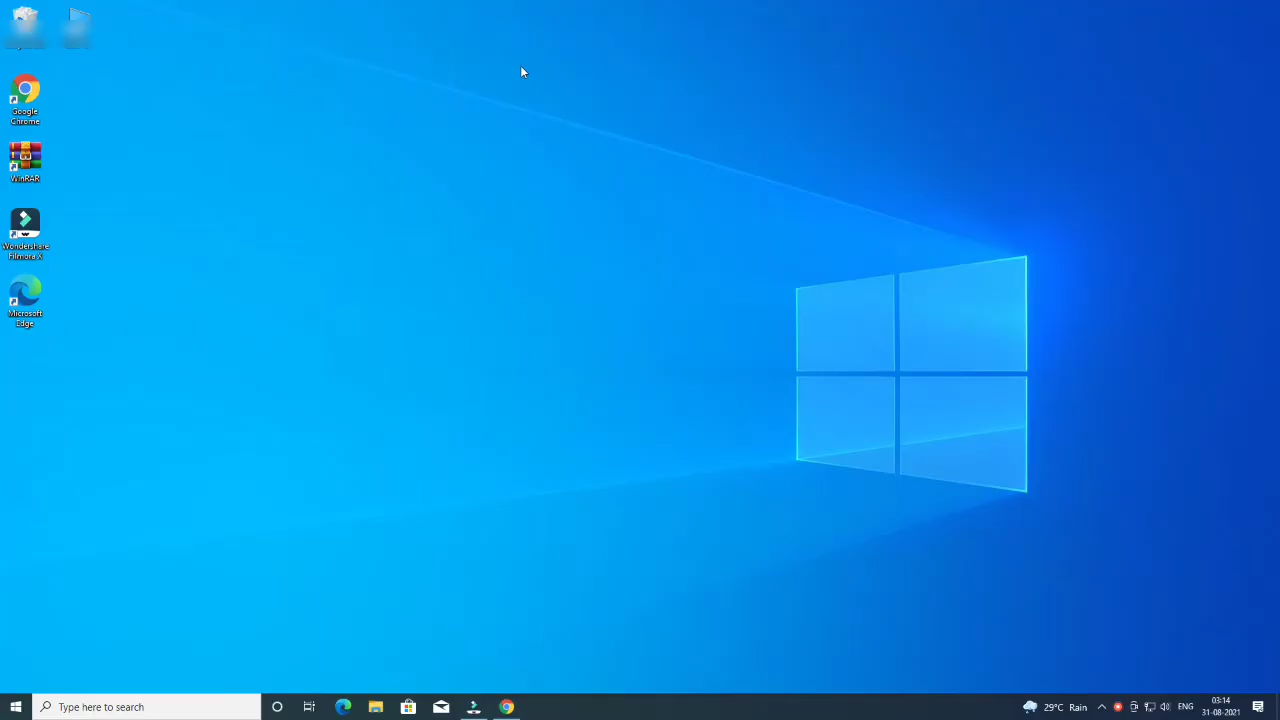 Google
Chrome
WinRAR
Wondershare
Filmora X
Microsoft
Edge
Type here to search
29°C Rain
ENG
03:14
31-08-2021